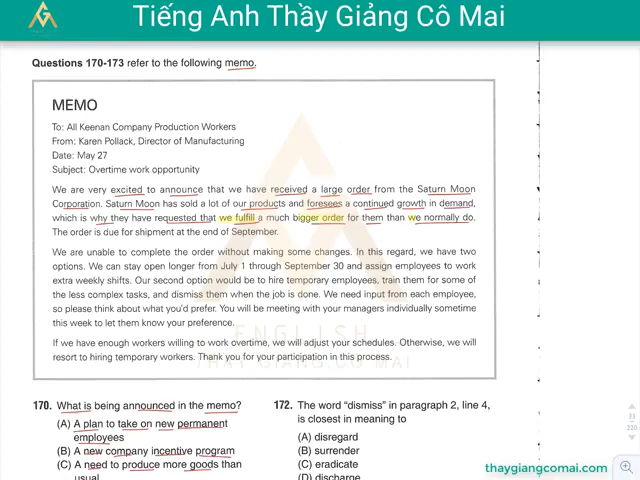 Tiếng Anh Thầy Giảng Cô Mai
Questions 170-173 refer to the following memo.
MEMO
To: All Keenan Company Production Workers
From: Karen Pollack, Director of Manufacturing
Date: May 27
Subject: Overtime work opportunity
We are very excited to announce that we have received a large order from the Saturn Moon
Corporation. Saturn Moon has sold a lot of our products and foresees a continued growth in demand,
which is why they have requested that we fulfill a much bigger order for them than we normally do.
The order is due for shipment at the end of September.
We are unable to complete the order without making some changes. In this regard, we have two
options. We can stay open longer from July 1 through September 30 and assign employees to work
extra weekly shifts. Our second option would be to hire temporary employees, train them for some of
the less complex tasks, and dismiss them when the job is done. We need input from each employee,
so please think about what you'd prefer. You will be meeting with your managers individually sometime
this week to let them know your preference.
ENGLISH
THAY GIANG.CO MAI
If we have enough workers willing to work overtime, we will adjust your schedules. Otherwise, we will
resort to hiring temporary workers. Thank you for your participation in this process.
170. What is being announced in the memo?
(A) A plan to take on new permanent
employees
(B) A new company incentive program
(C) A need to produce more goods than
usual
172. The word "dismiss" in paragraph 2, line 4,
is closest in meaning to
(A) disregard
(B) surrender
(C) eradicate
(D) discharge
33
220
thaygiangcomai.com